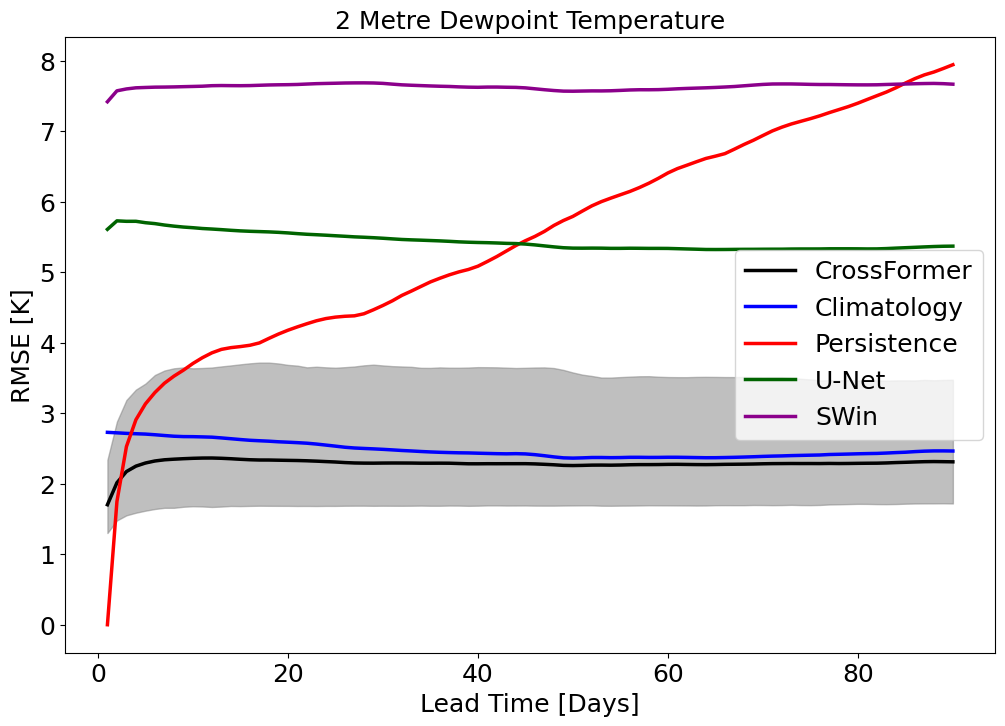 2 Metre Dewpoint Temperature
8
7
6
5
4
3
2
1
0
RMSE [K]
CrossFormer
Climatology
Persistence
U-Net
SWin
0 20 40 60 80
Lead Time [Days]